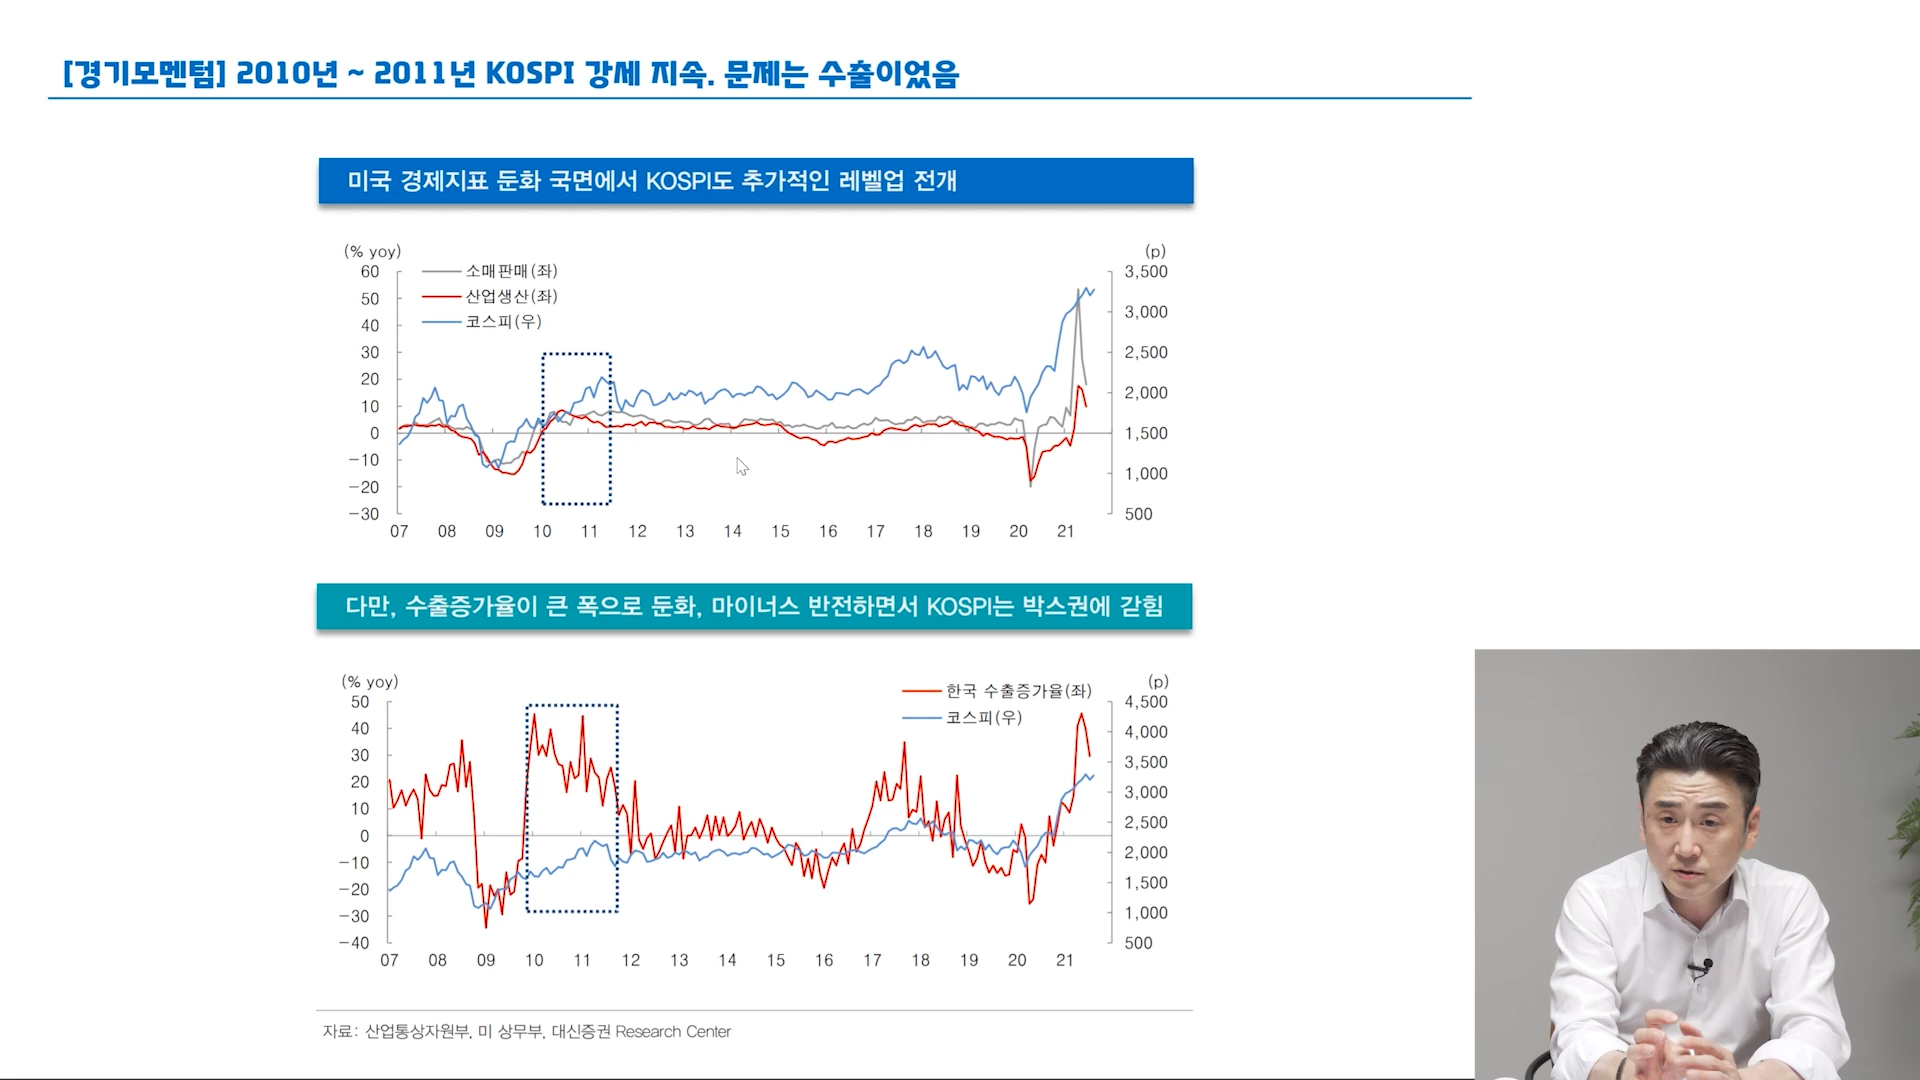 [경기모멘텀] 2010년 ~ 2011년 KOSPI 강세 지속. 문제는 수출이었음
미국 경제지표 둔화 국면에서 KOSPI도 추가적인 레벨업 전개
(% yoy) (p)
소매판매(좌)
산업생산(좌)
코스피(우)
60 3,500
50 3,000
40
30 2,500
20 2,000
10
0 1,500
-10 1,000
-20
-30 500
07 08 09 10 11 12 13 14 15 16 17 18 19 20 21
다만, 수출증가율이 큰 폭으로 둔화, 마이너스 반전하면서 KOSPI는 박스권에 갇힘
(% yoy) (p)
한국 수출증가율(좌)
코스피(우)
50 4,500
40 4,000
30 3,500
20 3,000
10 2,500
0 2,000
-10 1,500
-20 1,000
-30 500
-40
07 08 09 10 11 12 13 14 15 16 17 18 19 20 21
자료: 산업통상자원부, 미 상무부, 대신증권 Research Center